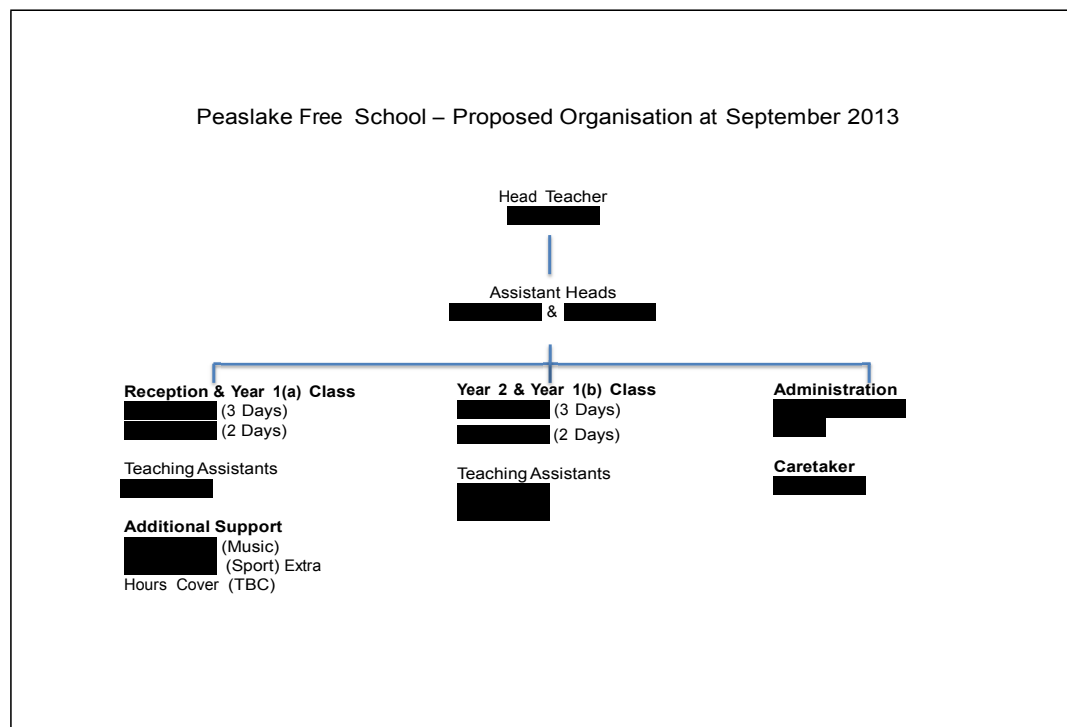 Peaslake Free School – Proposed Organisation at September 2013
Head Teacher
Assistant Heads
&
Reception & Year 1(a) Class
(3 Days)
(2 Days)
Teaching Assistants
Additional Support
(Music)
(Sport) Extra
Hours Cover (TBC)
Year 2 & Year 1(b) Class
(3 Days)
(2 Days)
Teaching Assistants
Administration
Caretaker